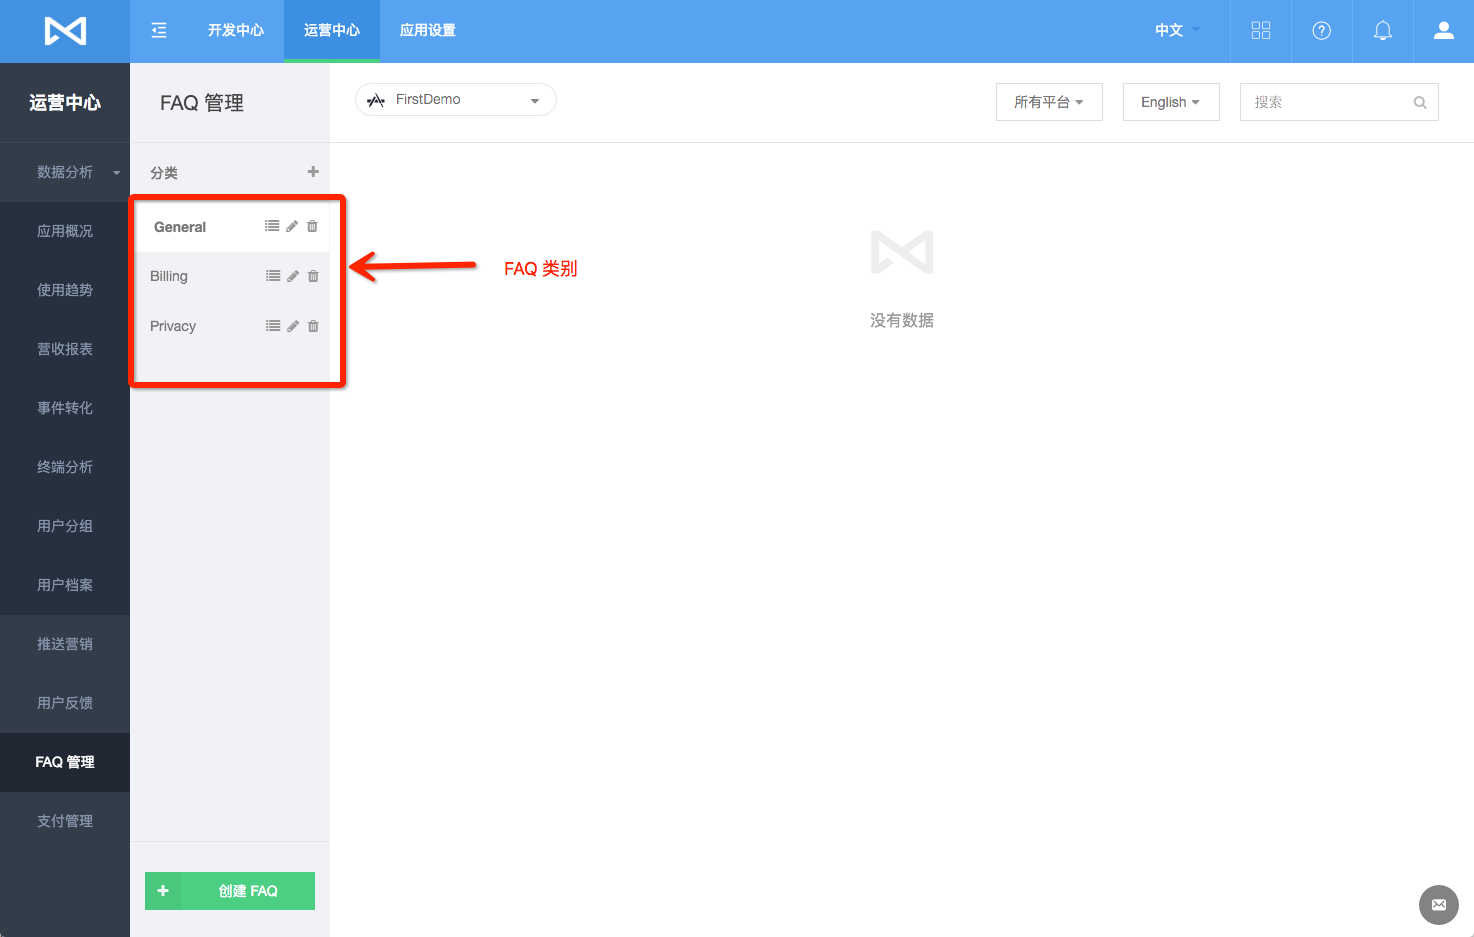 开发中心
运营中心
应用设置
中文
运营中心
FAQ 管理
FirstDemo
所有平台
English
搜索
数据分析
应用概况
使用趋势
营收报表
事件转化
终端分析
用户分组
用户档案
推送营销
用户反馈
FAQ 管理
支付管理
分类
General
Billing
Privacy
FAQ 类别
没有数据
创建 FAQ